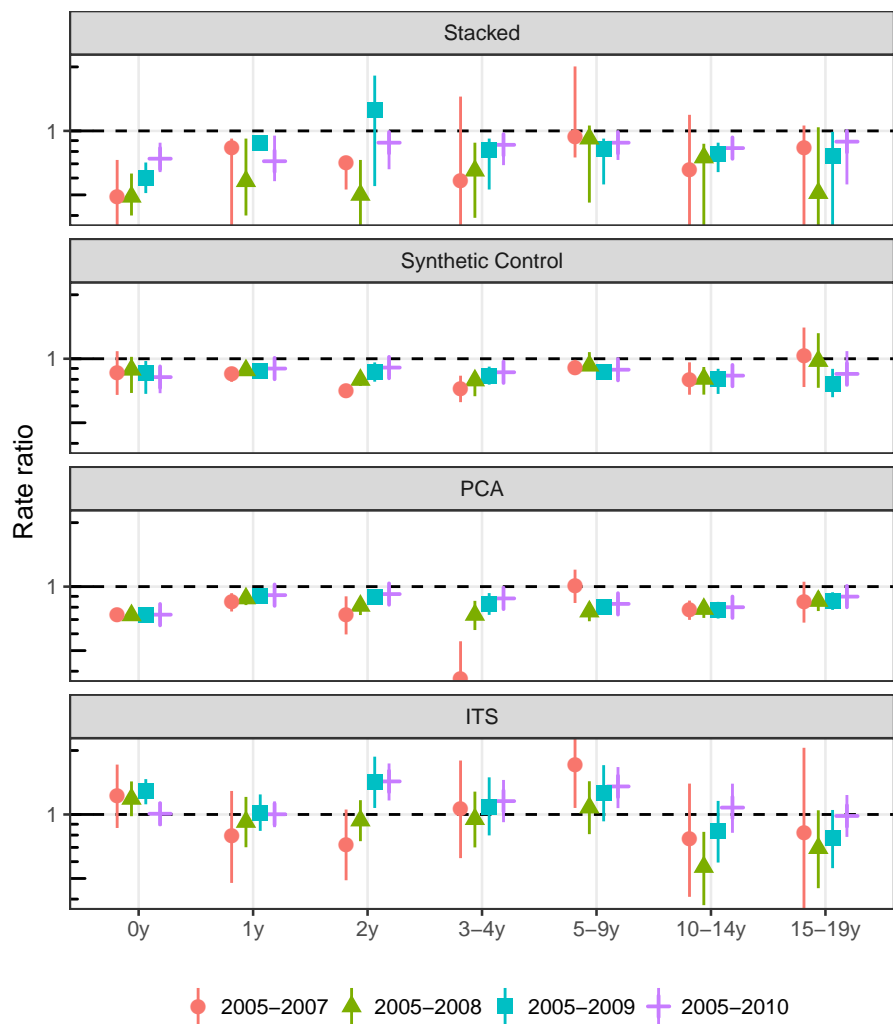 Stacked
1
Synthetic Control
1
PCA
1
ITS
1
Rate ratio
0y 1y 2y 3–4y 5–9y 10–14y 15–19y
2005–2007 2005–2008 2005–2009 2005–2010